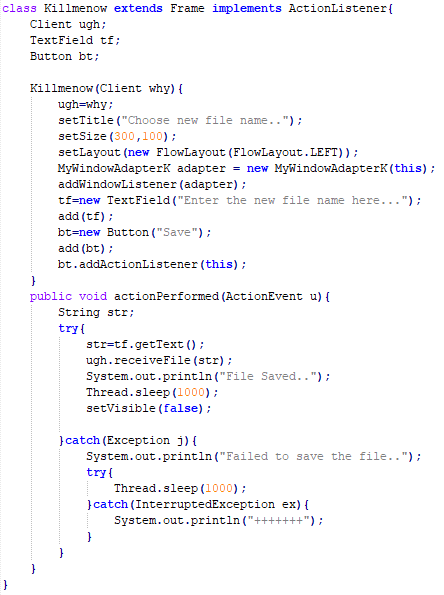 class Killmenow extends Frame implements ActionListener{
    Client ugh;
    TextField tf;
    Button bt;

    Killmenow(Client why){
        ugh=why;
        setTitle("Choose new file name..");
        setSize(300,100);
        setLayout(new FlowLayout(FlowLayout.LEFT));
        MyWindowAdapterK adapter = new MyWindowAdapterK(this);
        addWindowListener(adapter);
        tf=new TextField("Enter the new file name here...");
        add(tf);
        bt=new Button("Save");
        add(bt);
        bt.addActionListener(this);
    }
    public void actionPerformed(ActionEvent u){
        String str;
        try{
            str=tf.getText();
            ugh.receiveFile(str);
            System.out.println("File Saved..");
            Thread.sleep(1000);
            setVisible(false);

        }catch(Exception j){
            System.out.println("Failed to save the file..");
            try{
                Thread.sleep(1000);
            }catch(InterruptedException ex){
                System.out.println("+++++++");
            }
        }
    }
}